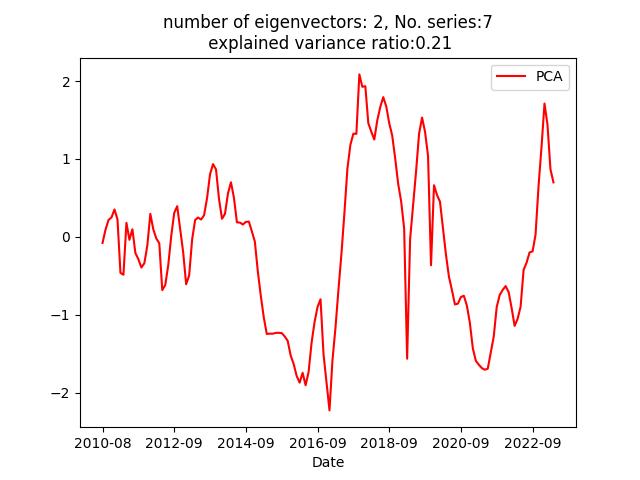 number of eigenvectors: 2, No. series:7
explained variance ratio:0.21
PCA
2
1
0
−1
−2
2010-08 2012-09 2014-09 2016-09 2018-09 2020-09 2022-09
Date